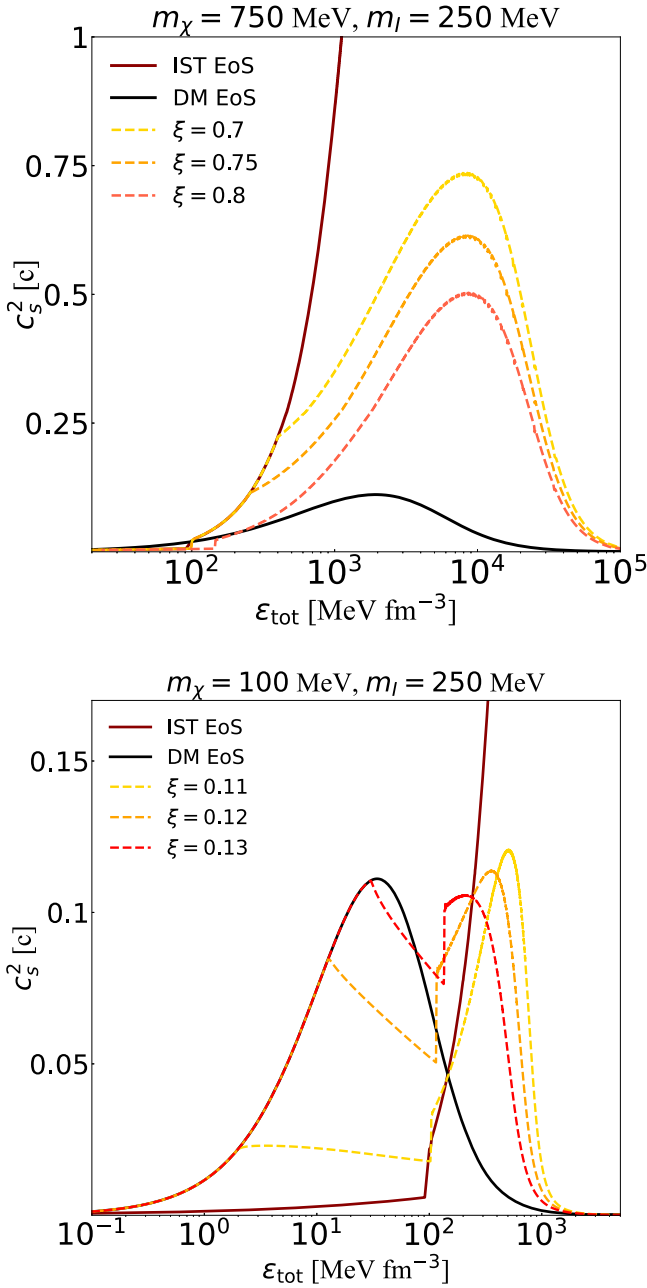 m_χ = 750 MeV, m_I = 250 MeV
1
IST EoS
DM EoS
ξ = 0.7
ξ = 0.75
ξ = 0.8
0.75
0.5
0.25
c_s^2 [c]
10^2
10^3
10^4
10^5
ε_tot [MeV fm^−3]
m_χ = 100 MeV, m_I = 250 MeV
IST EoS
DM EoS
ξ = 0.11
ξ = 0.12
ξ = 0.13
0.15
0.1
0.05
c_s^2 [c]
10^−1
10^0
10^1
10^2
10^3
ε_tot [MeV fm^−3]